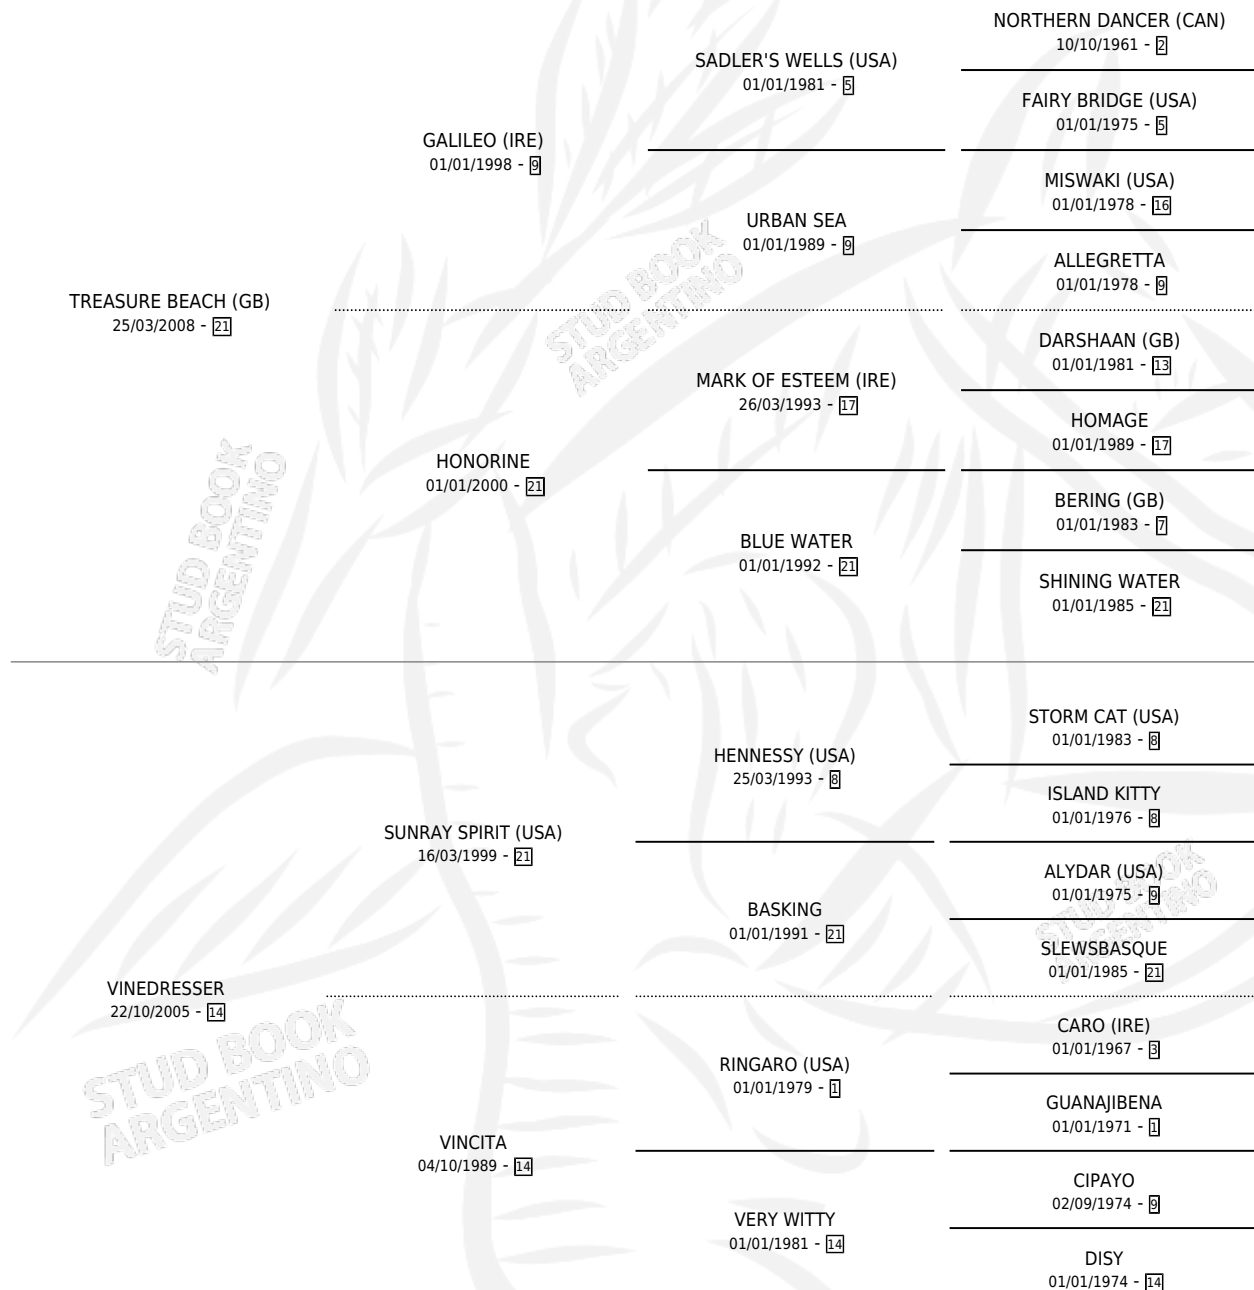 TREASURE BEACH (GB)
25/03/2008 - 21
GALILEO (IRE)
01/01/1998 - 9
HONORINE
01/01/2000 - 21
SADLER'S WELLS (USA)
01/01/1981 - 5
URBAN SEA
01/01/1989 - 9
MARK OF ESTEEM (IRE)
26/03/1993 - 17
BLUE WATER
01/01/1992 - 21
NORTHERN DANCER (CAN)
10/10/1961 - 2
FAIRY BRIDGE (USA)
01/01/1975 - 5
MISWAKI (USA)
01/01/1978 - 16
ALLEGRETTA
01/01/1978 - 9
DARSHAAN (GB)
01/01/1981 - 13
HOMAGE
01/01/1989 - 17
BERING (GB)
01/01/1983 - 7
SHINING WATER
01/01/1985 - 21
VINEDRESSER
22/10/2005 - 14
SUNRAY SPIRIT (USA)
16/03/1999 - 21
VINCITA
04/10/1989 - 14
HENNESSY (USA)
25/03/1993 - 8
BASKING
01/01/1991 - 21
RINGARO (USA)
01/01/1979 - 1
VERY WITTY
01/01/1981 - 14
STORM CAT (USA)
01/01/1983 - 8
ISLAND KITTY
01/01/1976 - 8
ALYDAR (USA)
01/01/1975 - 9
SLEWSBASQUE
01/01/1985 - 21
CARO (IRE)
01/01/1967 - 3
GUANAJIBENA
01/01/1971 - 1
CIPAYO
02/09/1974 - 9
DISY
01/01/1974 - 14
STUD BOOK
ARGENTINO
STUD BOOK
ARGENTINO
STUD BOOK
ARGENTINO
STUD BOOK
ARGENTINO